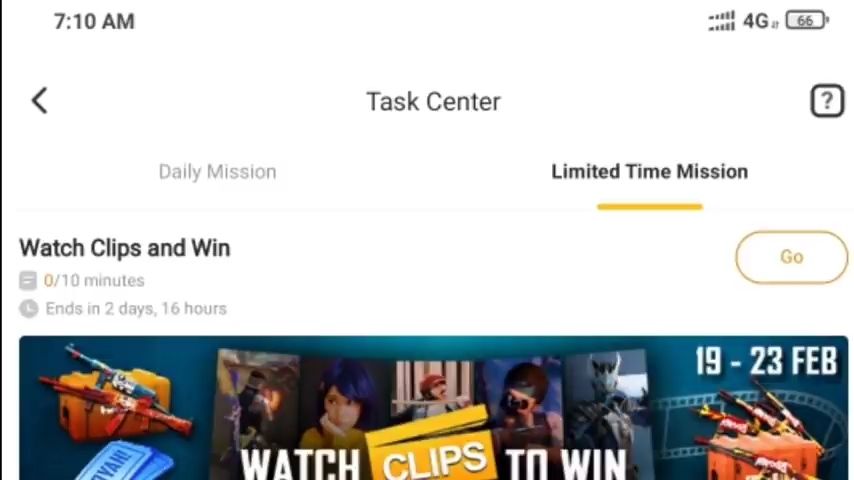 7:10 AM
4G 66
Task Center
?
Daily Mission
Limited Time Mission
Watch Clips and Win
Go
0/10 minutes
Ends in 2 days, 16 hours
19 - 23 FEB
WATCH CLIPS TO WIN